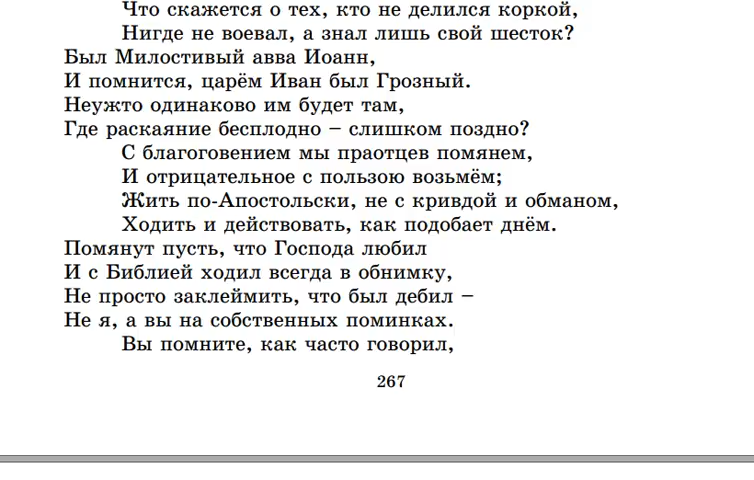 Что скажется о тех, кто не делился коркой,
Нигде не воевал, а знал лишь свой шесток?
Был Милостивый авва Иоанн,
И помнится, царём Иван был Грозный.
Неужто одинаково им будет там,
Где раскаяние бесплодно – слишком поздно?
С благоговением мы праотцев помянем,
И отрицательное с пользою возьмём;
Жить по-Апостольски, не с кривдой и обманом,
Ходить и действовать, как подобает днём.
Помянут пусть, что Господа любил
И с Библией ходил всегда в обнимку,
Не просто заклеймить, что был дебил –
Не я, а вы на собственных поминках.
Вы помните, как часто говорил,
267